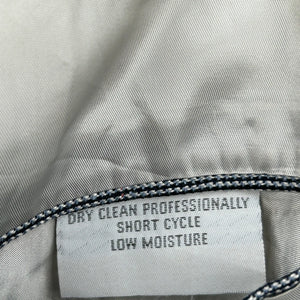 DRY CLEAN PROFESSIONALLY
SHORT CYCLE
LOW MOISTURE